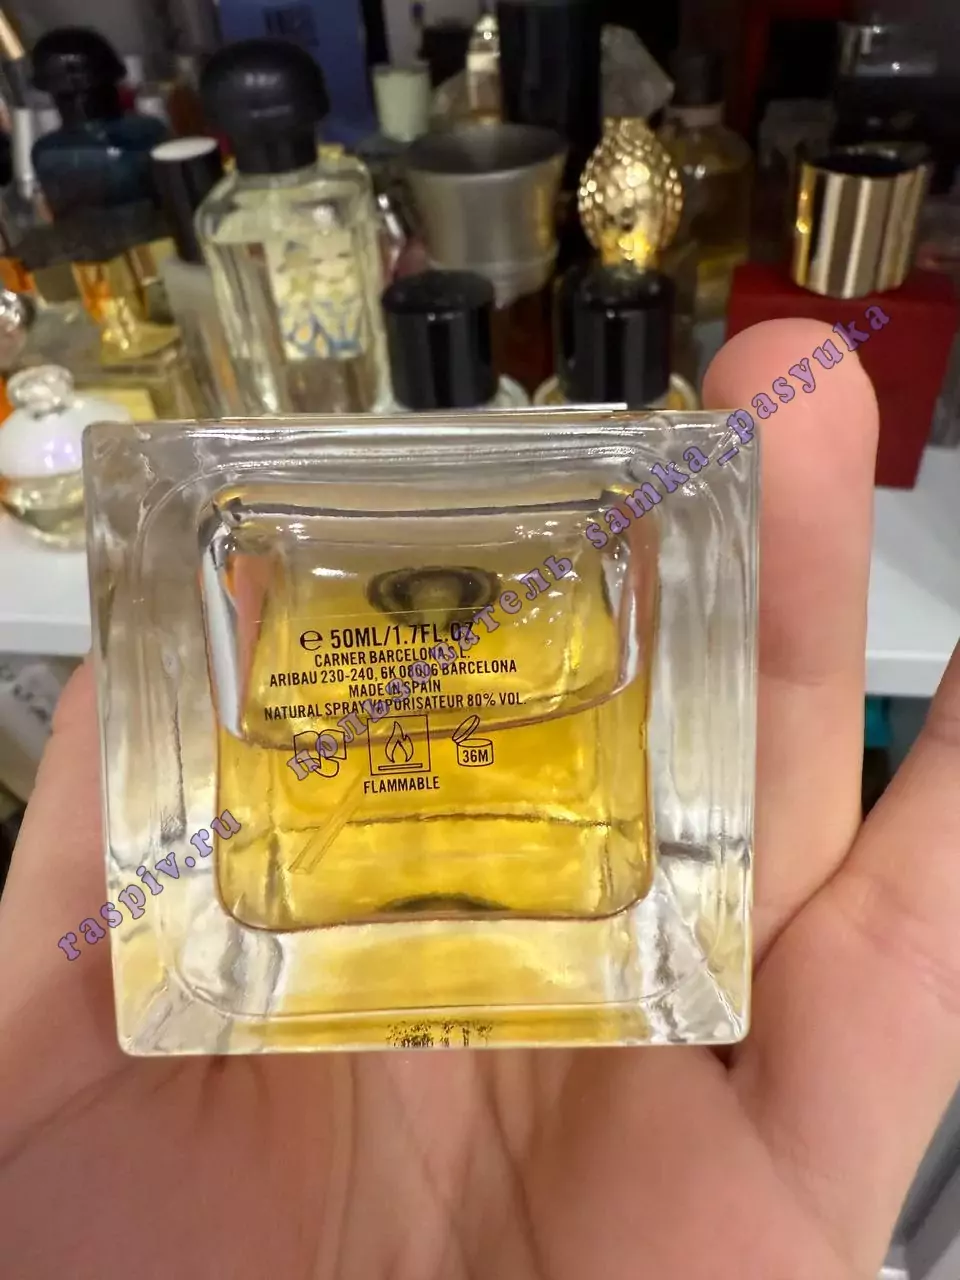 ℮ 50ML/1.7FL.OZ
CARNER BARCELONA S.L.
ARIBAU 230-240, 6K 08006 BARCELONA
MADE IN SPAIN
NATURAL SPRAY VAPORISATEUR 80% VOL.
36M
FLAMMABLE
raspiv.ru пользователь samka_pasyuka